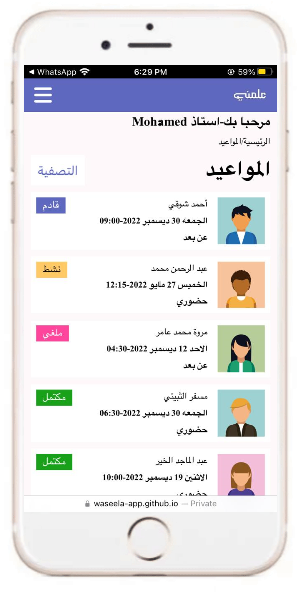 ◀ WhatsApp 6:29 PM 59%
علمني
مرحبا بك-استاذ Mohamed
الرئيسية/المواعيد
المواعيد
التصفية
أحمد شوقي
قادم
الجمعه 30 ديسمبر 2022-09:00
عن بعد
عبد الرحمن محمد
نشط
الخميس 27 مايو 2022-12:15
حضوري
مروة محمد عامر
ملغي
الاحد 12 ديسمبر 2022-04:30
عن بعد
مسفر الثبيتي
مكتمل
الجمعه 30 ديسمبر 2022-06:30
حضوري
عبد الماجد الخير
مكتمل
الاثنين 19 ديسمبر 2022-10:00
حضوري
waseela-app.github.io — Private